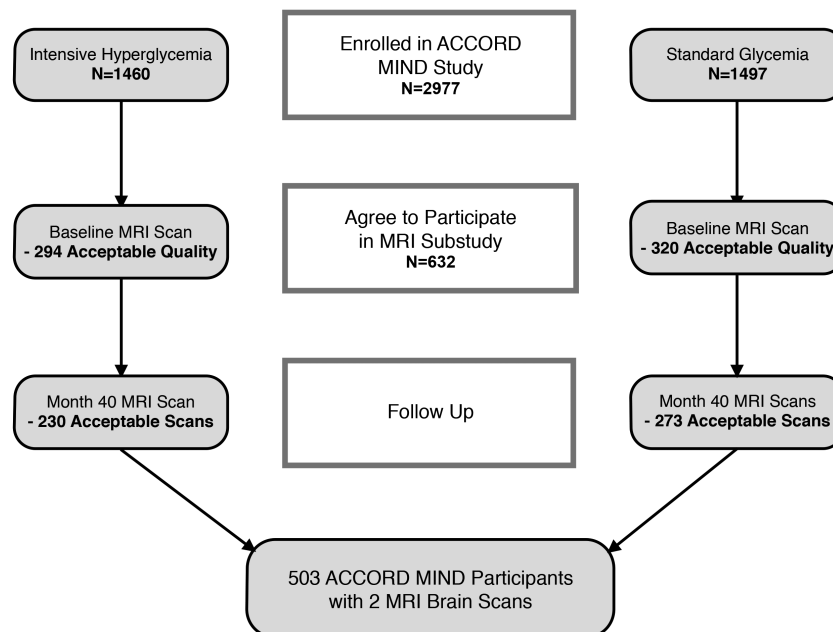 Intensive Hyperglycemia
N=1460
Enrolled in ACCORD
MIND Study
N=2977
Standard Glycemia
N=1497
Baseline MRI Scan
- 294 Acceptable Quality
Agree to Participate
in MRI Substudy
N=632
Baseline MRI Scan
- 320 Acceptable Quality
Month 40 MRI Scan
- 230 Acceptable Scans
Follow Up
Month 40 MRI Scans
- 273 Acceptable Scans
503 ACCORD MIND Participants
with 2 MRI Brain Scans